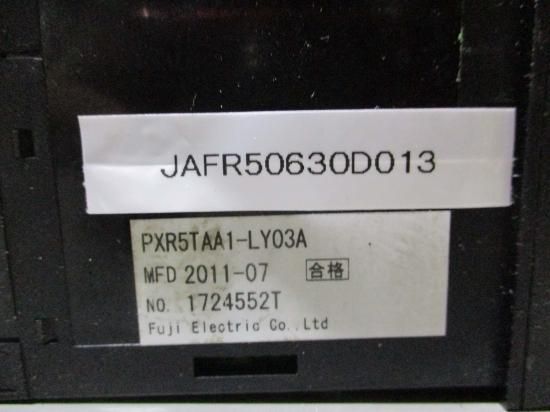 JAFR50630D013
PXR5TAA1-LY03A
MFD 2011-07 合格
NO. 1724552T
Fuji Electric Co., Ltd